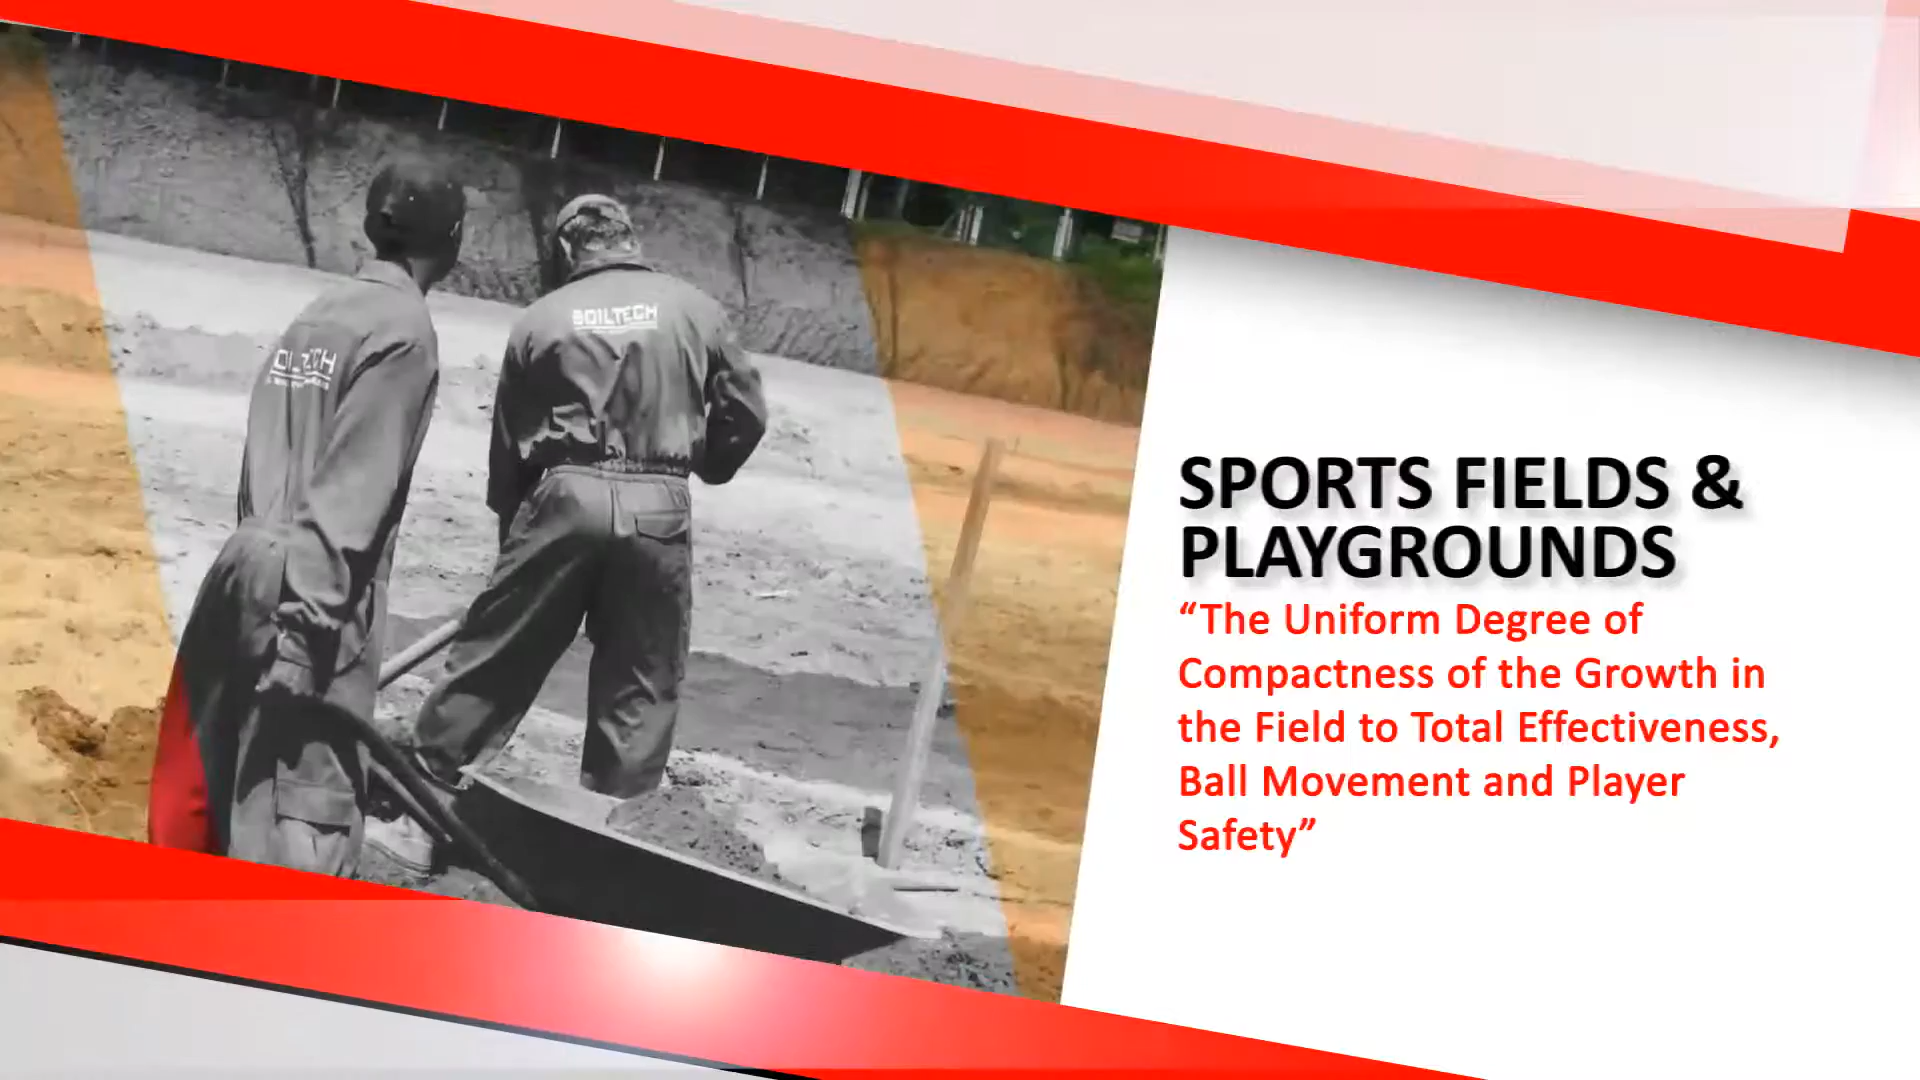 SOILTECH
SPORTS FIELDS &
PLAYGROUNDS
“The Uniform Degree of
Compactness of the Growth in
the Field to Total Effectiveness,
Ball Movement and Player
Safety”